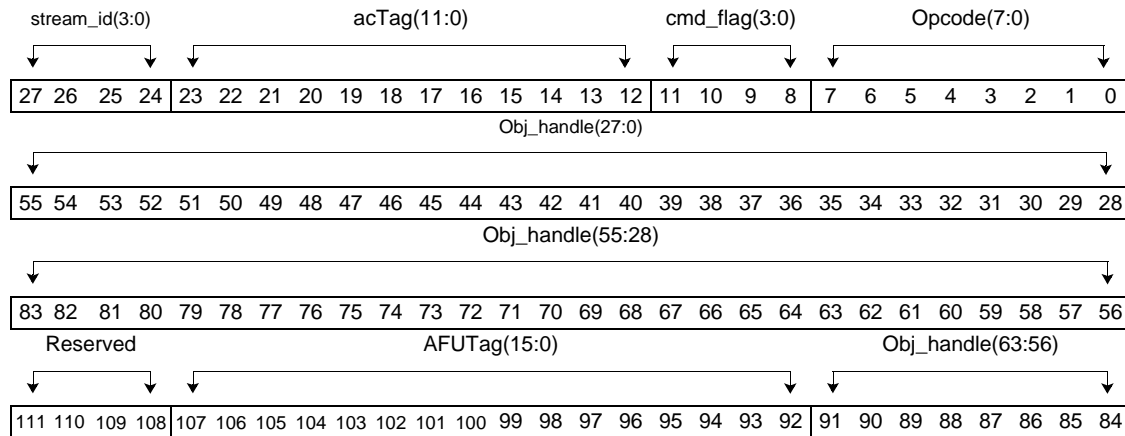 stream_id(3:0) acTag(11:0) cmd_flag(3:0) Opcode(7:0)
27 26 25 24 23 22 21 20 19 18 17 16 15 14 13 12 11 10 9 8 7 6 5 4 3 2 1 0
Obj_handle(27:0)
55 54 53 52 51 50 49 48 47 46 45 44 43 42 41 40 39 38 37 36 35 34 33 32 31 30 29 28
Obj_handle(55:28)
83 82 81 80 79 78 77 76 75 74 73 72 71 70 69 68 67 66 65 64 63 62 61 60 59 58 57 56
Reserved AFUTag(15:0) Obj_handle(63:56)
111 110 109 108 107 106 105 104 103 102 101 100 99 98 97 96 95 94 93 92 91 90 89 88 87 86 85 84